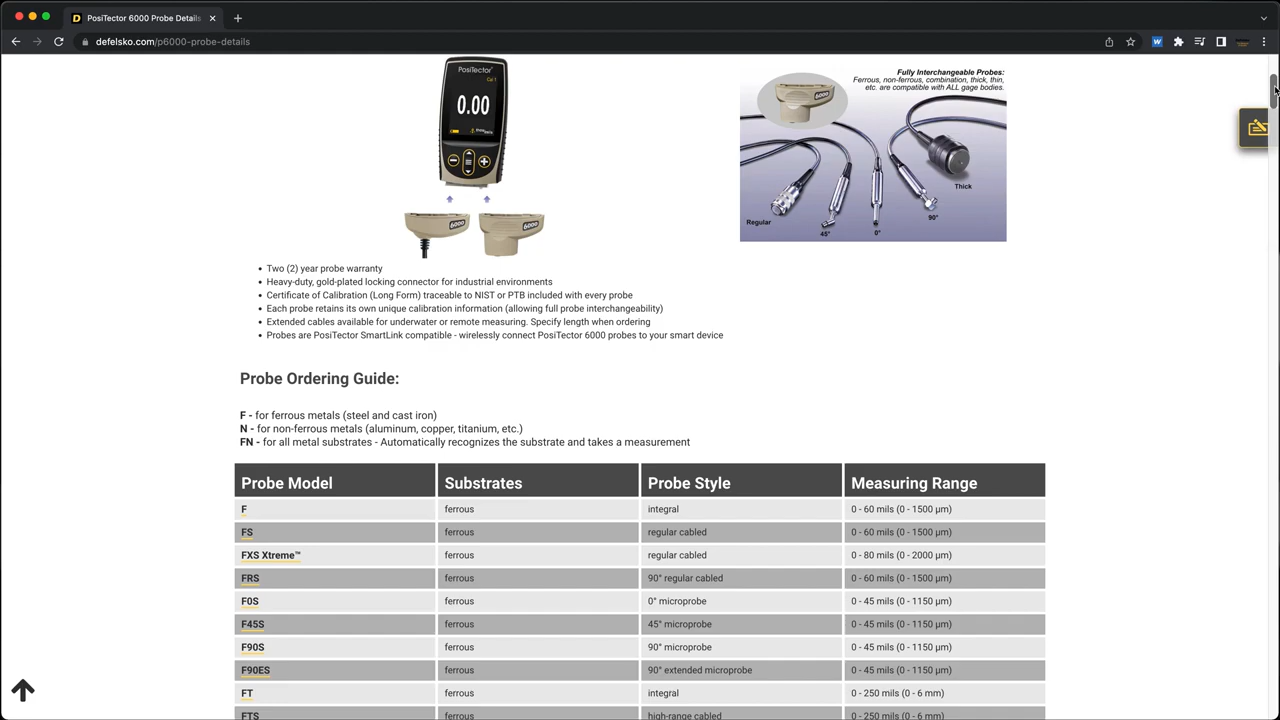 PosiTector 6000 Probe Details
defelsko.com/p6000-probe-details
PosiTector
Cal 1
0.00
6000
6000
6000
Fully Interchangeable Probes:
Ferrous, non-ferrous, combination, thick, thin,
etc. are compatible with ALL gage bodies.
Regular
45°
0°
90°
Thick
Two (2) year probe warranty
Heavy-duty, gold-plated locking connector for industrial environments
Certificate of Calibration (Long Form) traceable to NIST or PTB included with every probe
Each probe retains its own unique calibration information (allowing full probe interchangeability)
Extended cables available for underwater or remote measuring. Specify length when ordering
Probes are PosiTector SmartLink compatible - wirelessly connect PosiTector 6000 probes to your smart device
Probe Ordering Guide:
F - for ferrous metals (steel and cast iron)
N - for non-ferrous metals (aluminum, copper, titanium, etc.)
FN - for all metal substrates - Automatically recognizes the substrate and takes a measurement
Probe Model Substrates Probe Style Measuring Range
F ferrous integral 0 - 60 mils (0 - 1500 µm)
FS ferrous regular cabled 0 - 60 mils (0 - 1500 µm)
FXS Xtreme™ ferrous regular cabled 0 - 80 mils (0 - 2000 µm)
FRS ferrous 90° regular cabled 0 - 60 mils (0 - 1500 µm)
F0S ferrous 0° microprobe 0 - 45 mils (0 - 1150 µm)
F45S ferrous 45° microprobe 0 - 45 mils (0 - 1150 µm)
F90S ferrous 90° microprobe 0 - 45 mils (0 - 1150 µm)
F90ES ferrous 90° extended microprobe 0 - 45 mils (0 - 1150 µm)
FT ferrous integral 0 - 250 mils (0 - 6 mm)
FTS ferrous high-range cabled 0 - 250 mils (0 - 6 mm)